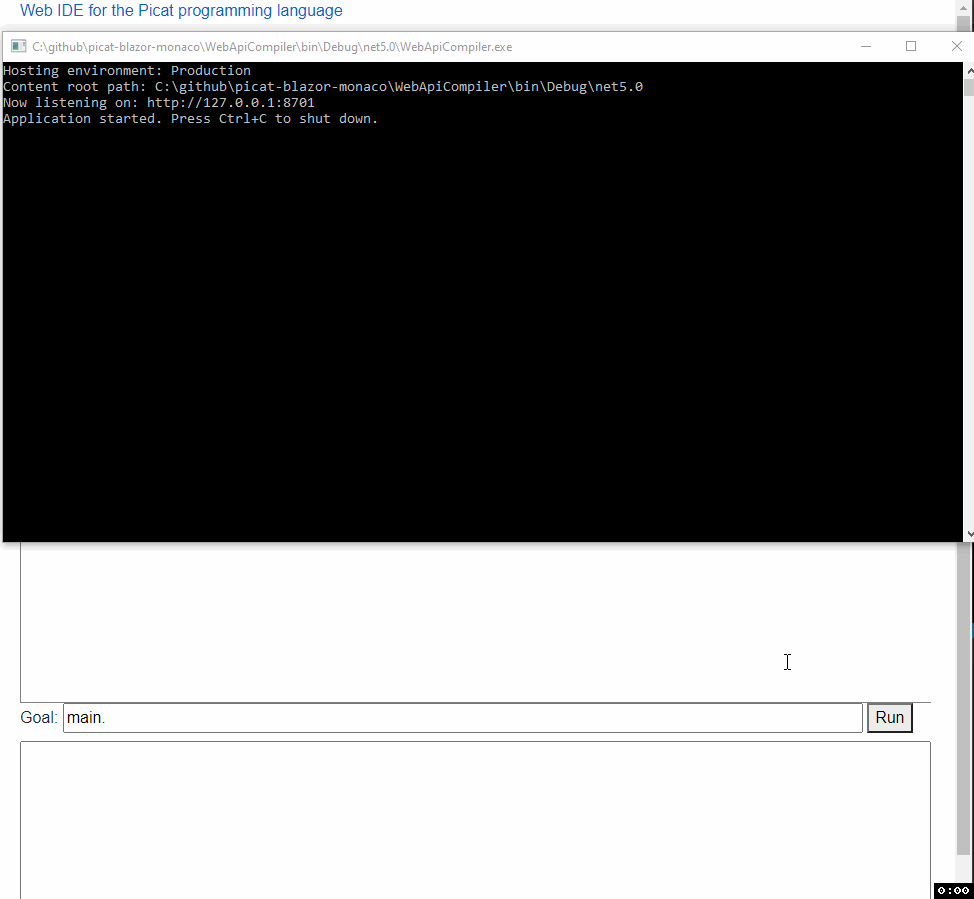 Web IDE for the Picat programming language
C:\github\picat-blazor-monaco\WebApiCompiler\bin\Debug\net5.0\WebApiCompiler.exe
Hosting environment: Production
Content root path: C:\github\picat-blazor-monaco\WebApiCompiler\bin\Debug\net5.0
Now listening on: http://127.0.0.1:8701
Application started. Press Ctrl+C to shut down.
Goal: main. Run
0:00